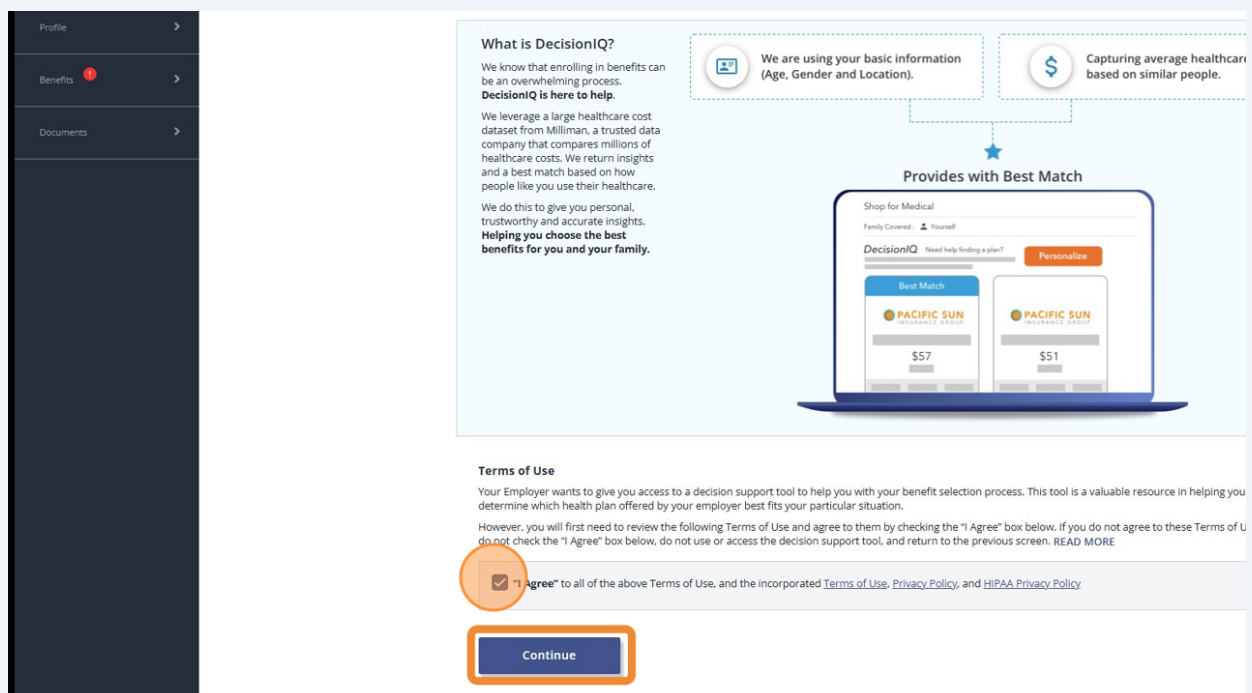 Profile
Benefits
Documents
What is DecisionIQ?
We know that enrolling in benefits can
be an overwhelming process.
DecisionIQ is here to help.
We leverage a large healthcare cost
dataset from Milliman, a trusted data
company that compares millions of
healthcare costs. We return insights
and a best match based on how
people like you use their healthcare.
We do this to give you personal,
trustworthy and accurate insights.
Helping you choose the best
benefits for you and your family.
We are using your basic information
(Age, Gender and Location).
$
Capturing average healthcare
based on similar people.
Provides with Best Match
Shop for Medical
Family Covered : Yourself
DecisionIQ Need help finding a plan?
Personalize
Best Match
PACIFIC SUN
INSURANCE GROUP
$57
PACIFIC SUN
INSURANCE GROUP
$51
Terms of Use
Your Employer wants to give you access to a decision support tool to help you with your benefit selection process. This tool is a valuable resource in helping you
determine which health plan offered by your employer best fits your particular situation.
However, you will first need to review the following Terms of Use and agree to them by checking the "I Agree" box below. If you do not agree to these Terms of U
do not check the "I Agree" box below, do not use or access the decision support tool, and return to the previous screen. READ MORE
"I Agree" to all of the above Terms of Use, and the incorporated Terms of Use, Privacy Policy, and HIPAA Privacy Policy
Continue